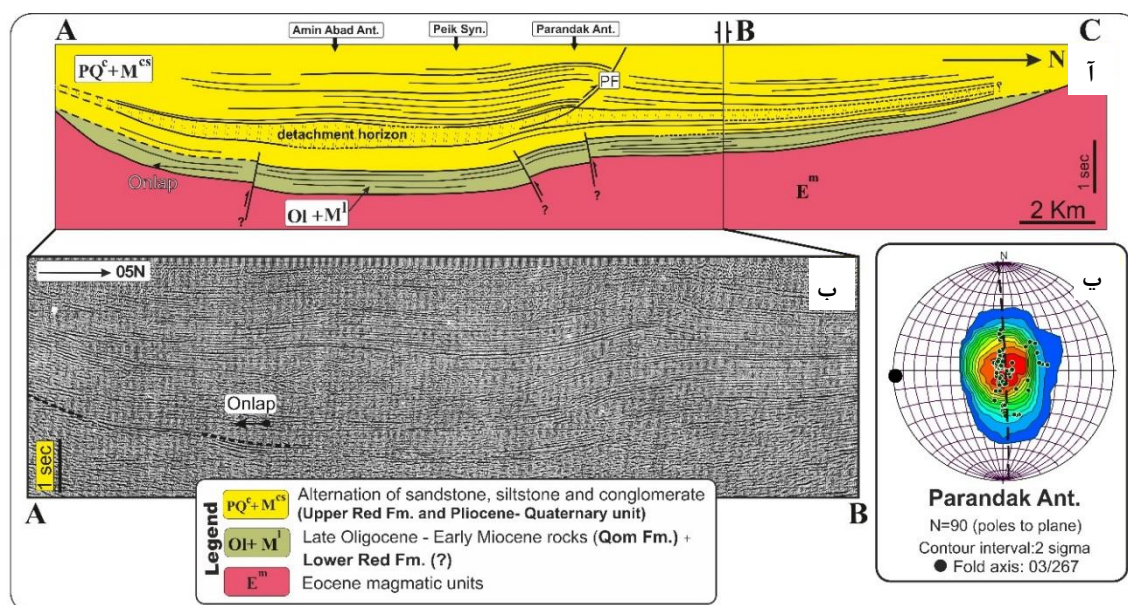 A
Amin Abad Ant.
Peik Syn.
Parandak Ant.
B
C
PQᶜ+Mᶜˢ
N
آ
PF
?
detachment horizon
Onlap
?
Ol+Mˡ
?
?
Eᵐ
1 sec
2 Km
05N
ب
Onlap
1 sec
A
B
Legend
PQᶜ+Mᶜˢ
Alternation of sandstone, siltstone and conglomerate
(Upper Red Fm. and Pliocene- Quaternary unit)
Ol+ Mˡ
Late Oligocene - Early Miocene rocks (Qom Fm.) +
Lower Red Fm. (?)
Eᵐ
Eocene magmatic units
N
Parandak Ant.
N=90 (poles to plane)
Contour interval:2 sigma
Fold axis: 03/267